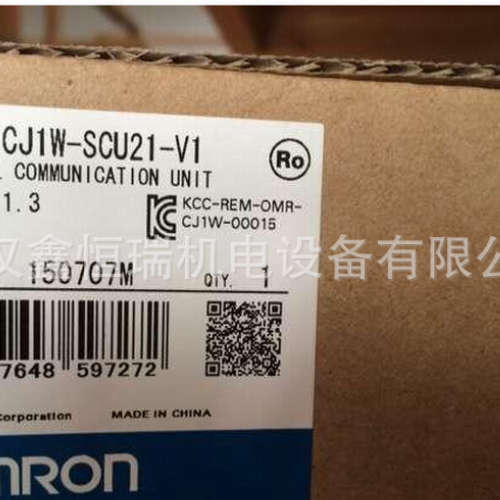 CJ1W-SCU21-V1
L COMMUNICATION UNIT
Ro
1.3
KCC-REM-OMR-
CJ1W-00015
汉鑫恒瑞机电设备有限公
150707M QTY. 1
7648 597272
Corporation MADE IN CHINA
MRON